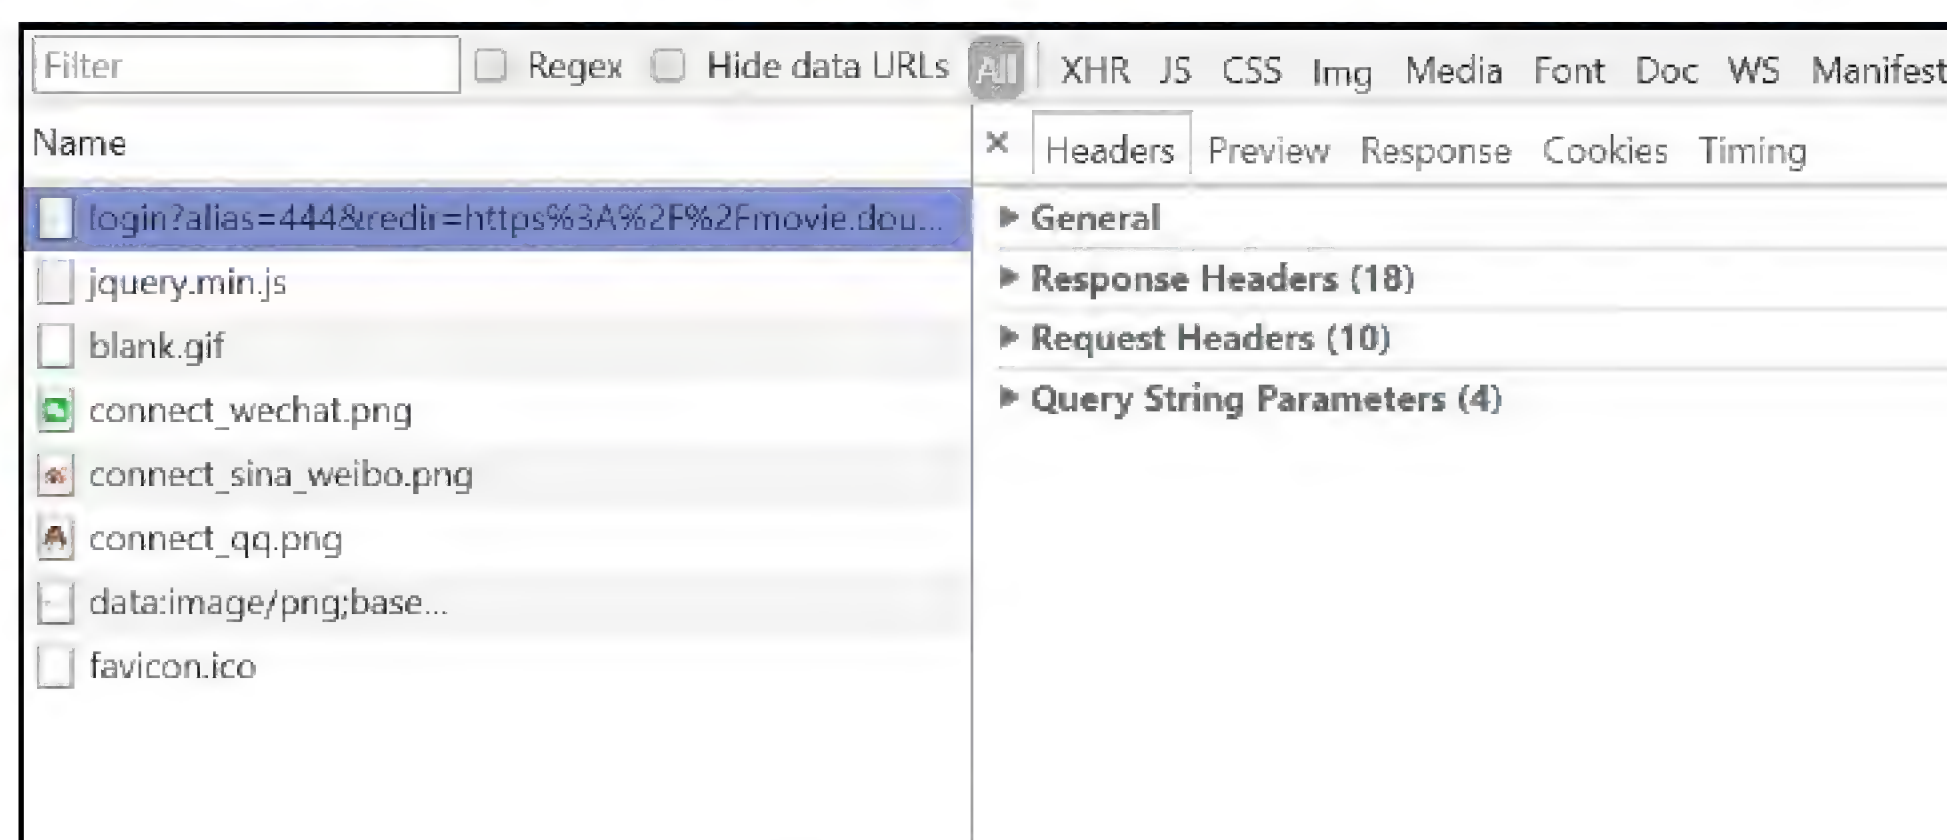 Filter Regex Hide data URLs All XHR JS CSS Img Media Font Doc WS Manifest
Name
× Headers Preview Response Cookies Timing
login?alias=444&redir=https%3A%2F%2Fmovie.dou...
jquery.min.js
blank.gif
connect_wechat.png
connect_sina_weibo.png
connect_qq.png
data:image/png;base...
favicon.ico
General
Response Headers (18)
Request Headers (10)
Query String Parameters (4)